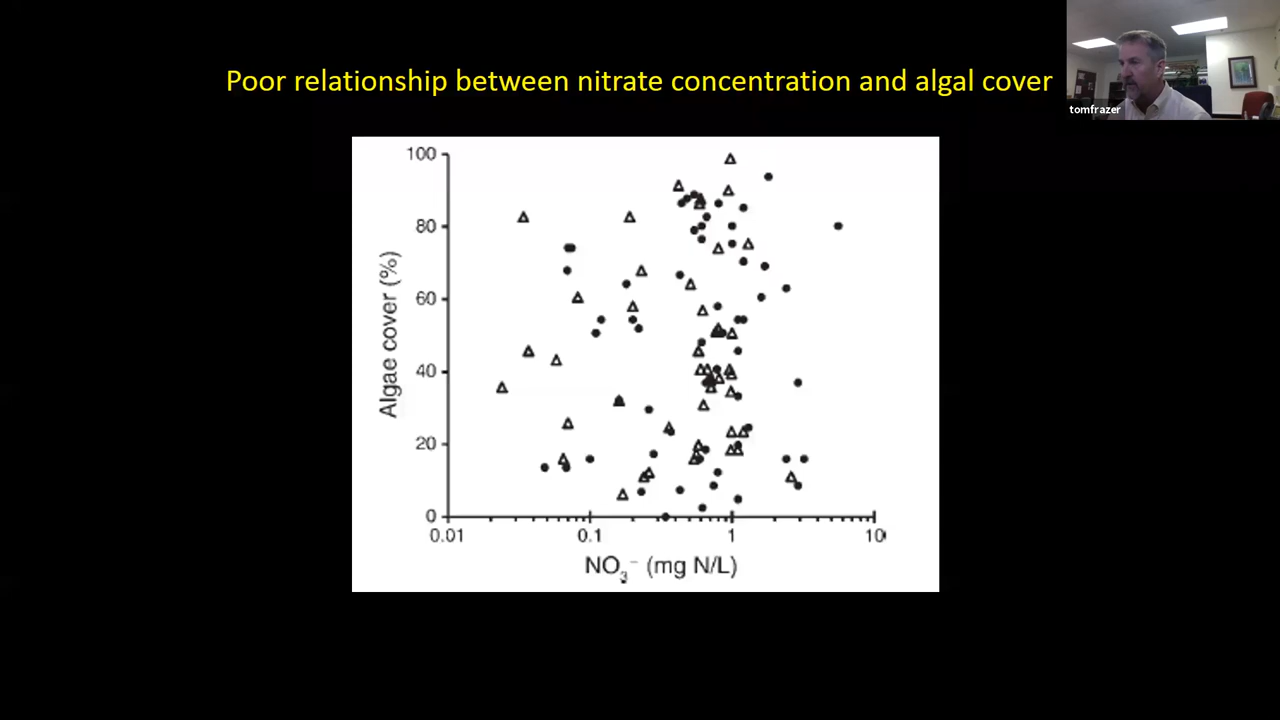 Poor relationship between nitrate concentration and algal cover
tomfrazer
100
80
60
40
20
0
Algae cover (%)
0.01
0.1
1
10
NO3⁻ (mg N/L)